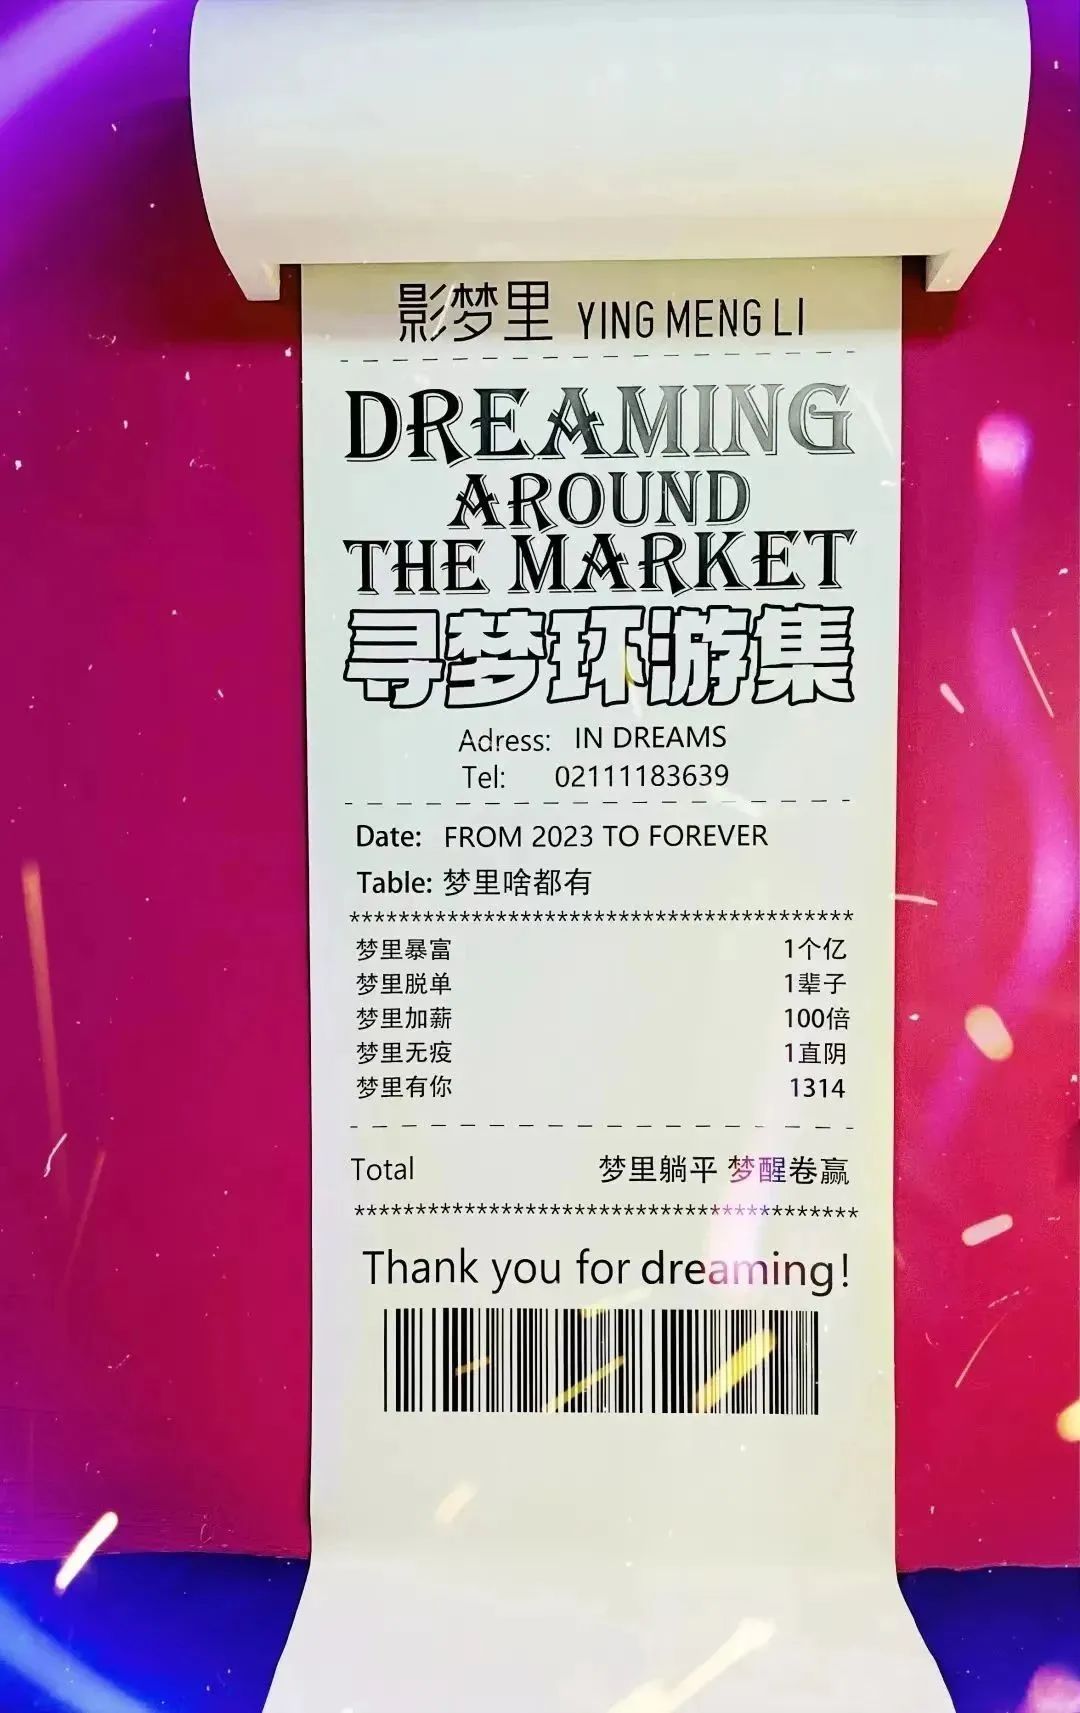 影梦里 YING MENG LI
DREAMING
AROUND
THE MARKET
寻梦环游集
Adress: IN DREAMS
Tel: 02111183639
Date: FROM 2023 TO FOREVER
Table: 梦里啥都有
*****************************************
梦里暴富 1个亿
梦里脱单 1辈子
梦里加薪 100倍
梦里无疫 1直阴
梦里有你 1314
Total 梦里躺平 梦醒卷赢
*****************************************
Thank you for dreaming!